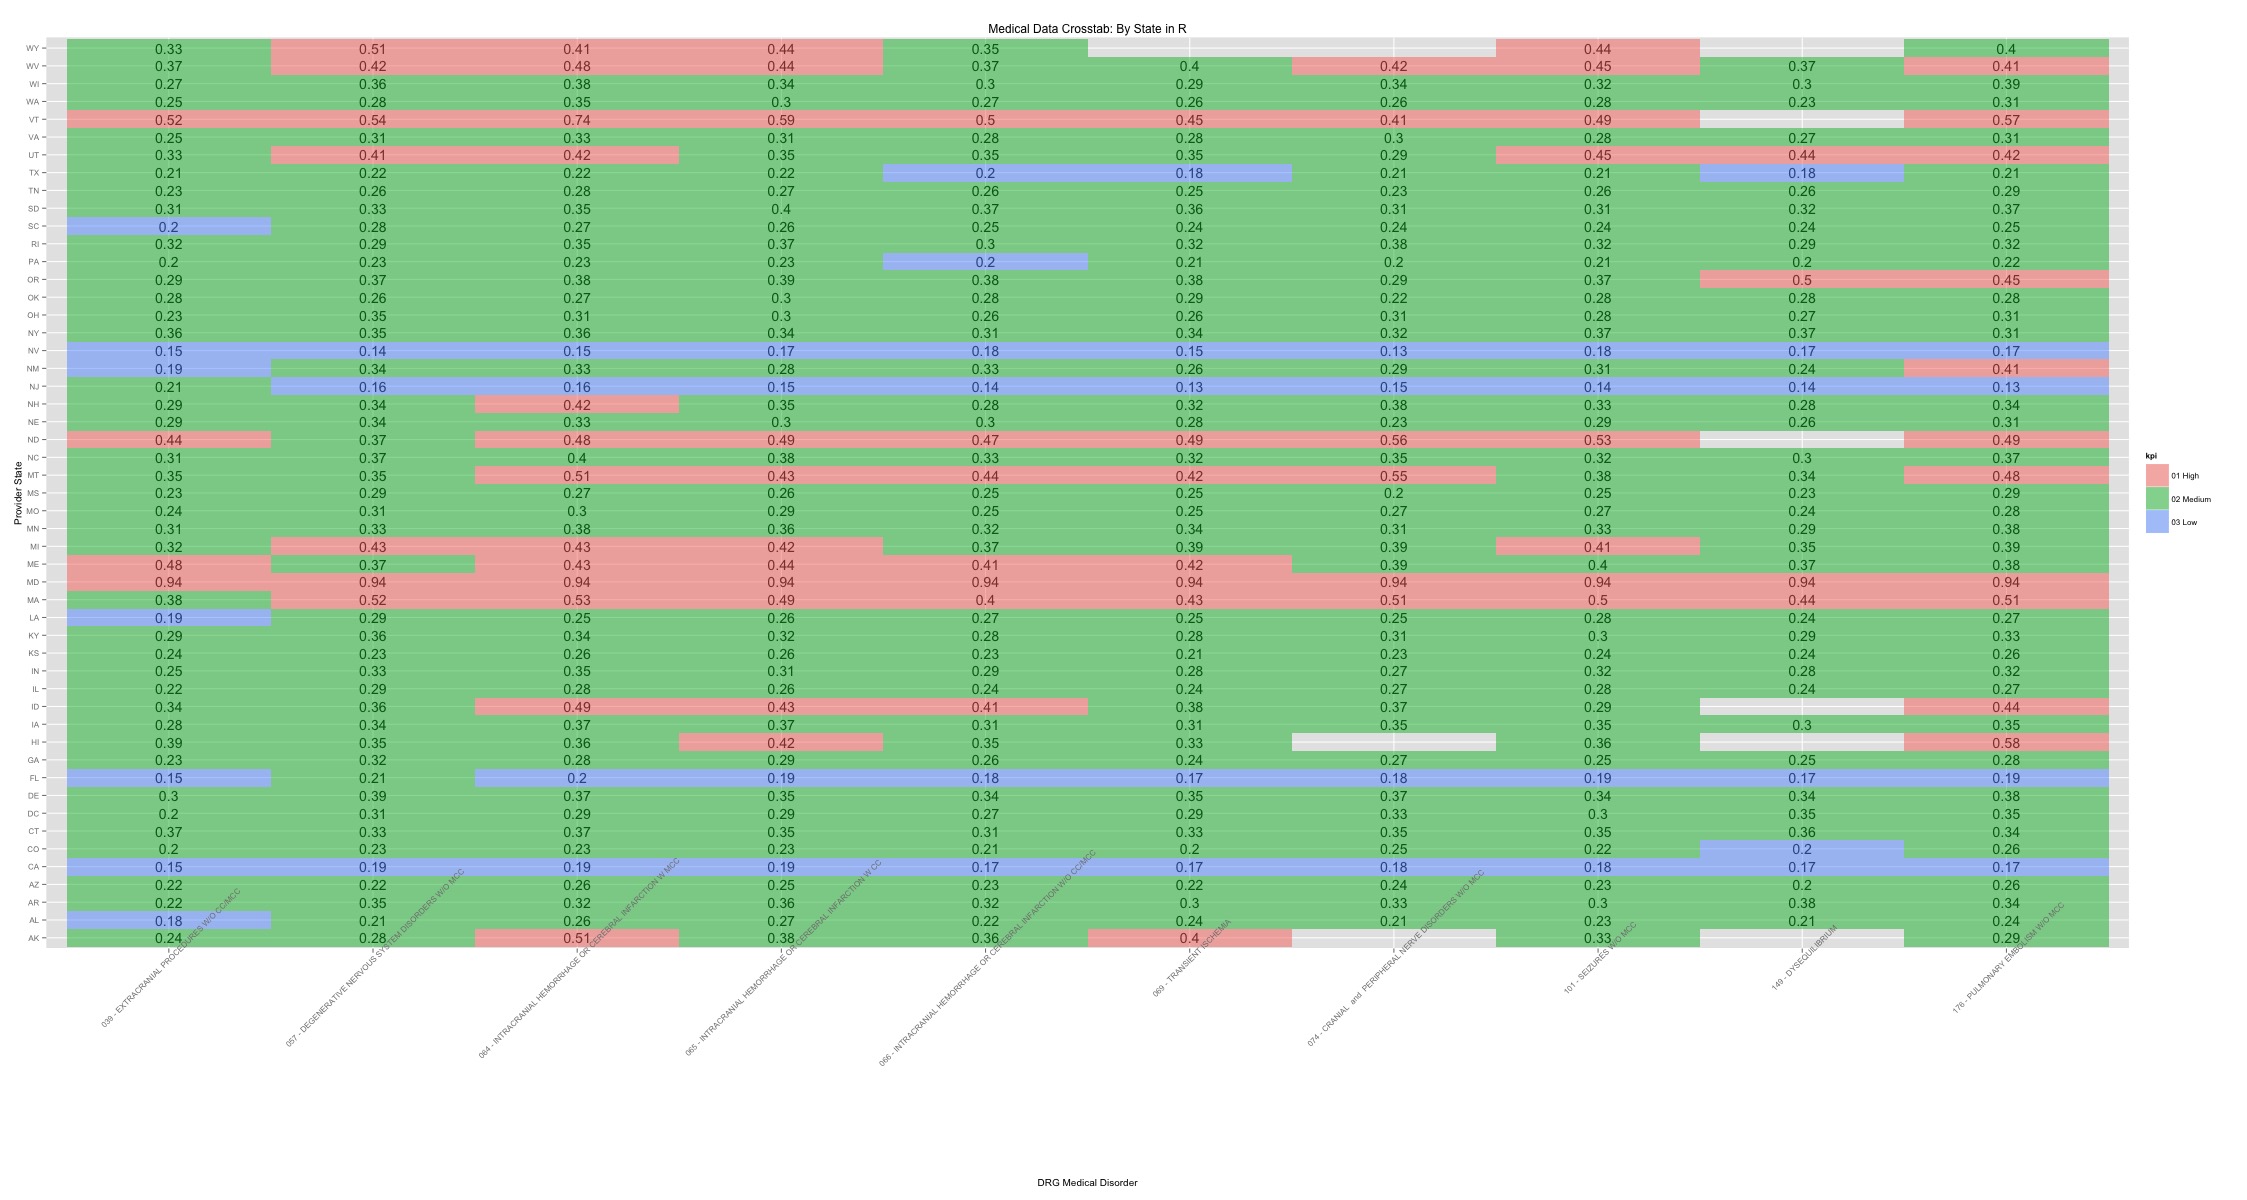 Medical Data Crosstab: By State in R
WY 0.33 0.51 0.41 0.44 0.35 0.44 0.4
WV 0.37 0.42 0.48 0.44 0.37 0.4 0.42 0.45 0.37 0.41
WI 0.27 0.36 0.38 0.34 0.3 0.29 0.34 0.32 0.3 0.39
WA 0.25 0.28 0.35 0.3 0.27 0.26 0.26 0.28 0.23 0.31
VT 0.52 0.54 0.74 0.59 0.5 0.45 0.41 0.49 0.57
VA 0.25 0.31 0.33 0.31 0.28 0.28 0.3 0.28 0.27 0.31
UT 0.33 0.41 0.42 0.35 0.35 0.35 0.29 0.45 0.44 0.42
TX 0.21 0.22 0.22 0.22 0.2 0.18 0.21 0.21 0.18 0.21
TN 0.23 0.26 0.28 0.27 0.26 0.25 0.23 0.26 0.26 0.29
SD 0.31 0.33 0.35 0.4 0.37 0.36 0.31 0.31 0.32 0.37
SC 0.2 0.28 0.27 0.26 0.25 0.24 0.24 0.24 0.24 0.25
RI 0.32 0.29 0.35 0.37 0.3 0.32 0.38 0.32 0.29 0.32
PA 0.2 0.23 0.23 0.23 0.2 0.21 0.2 0.21 0.2 0.22
OR 0.29 0.37 0.38 0.39 0.38 0.38 0.29 0.37 0.5 0.45
OK 0.28 0.26 0.27 0.3 0.28 0.29 0.22 0.28 0.28 0.28
OH 0.23 0.35 0.31 0.3 0.26 0.26 0.31 0.28 0.27 0.31
NY 0.36 0.35 0.36 0.34 0.31 0.34 0.32 0.37 0.37 0.31
NV 0.15 0.14 0.15 0.17 0.18 0.15 0.13 0.18 0.17 0.17
NM 0.19 0.34 0.33 0.28 0.33 0.26 0.29 0.31 0.24 0.41
NJ 0.21 0.16 0.16 0.15 0.14 0.13 0.15 0.14 0.14 0.13
NH 0.29 0.34 0.42 0.35 0.28 0.32 0.38 0.33 0.28 0.34
NE 0.29 0.34 0.33 0.3 0.3 0.28 0.23 0.29 0.26 0.31
ND 0.44 0.37 0.48 0.49 0.47 0.49 0.56 0.53 0.49
NC 0.31 0.37 0.4 0.38 0.33 0.32 0.35 0.32 0.3 0.37
MT 0.35 0.35 0.51 0.43 0.44 0.42 0.55 0.38 0.34 0.48
MS 0.23 0.29 0.27 0.26 0.25 0.25 0.2 0.25 0.23 0.29
MO 0.24 0.31 0.3 0.29 0.25 0.25 0.27 0.27 0.24 0.28
MN 0.31 0.33 0.38 0.36 0.32 0.34 0.31 0.33 0.29 0.38
MI 0.32 0.43 0.43 0.42 0.37 0.39 0.39 0.41 0.35 0.39
ME 0.48 0.37 0.43 0.44 0.41 0.42 0.39 0.4 0.37 0.38
MD 0.94 0.94 0.94 0.94 0.94 0.94 0.94 0.94 0.94 0.94
MA 0.38 0.52 0.53 0.49 0.4 0.43 0.51 0.5 0.44 0.51
LA 0.19 0.29 0.25 0.26 0.27 0.25 0.25 0.28 0.24 0.27
KY 0.29 0.36 0.34 0.32 0.28 0.28 0.31 0.3 0.29 0.33
KS 0.24 0.23 0.26 0.26 0.23 0.21 0.23 0.24 0.24 0.26
IN 0.25 0.33 0.35 0.31 0.29 0.28 0.27 0.32 0.28 0.32
IL 0.22 0.29 0.28 0.26 0.24 0.24 0.27 0.28 0.24 0.27
ID 0.34 0.36 0.49 0.43 0.41 0.38 0.37 0.29 0.44
IA 0.28 0.34 0.37 0.37 0.31 0.31 0.35 0.35 0.3 0.35
HI 0.39 0.35 0.36 0.42 0.35 0.33 0.36 0.58
GA 0.23 0.32 0.28 0.29 0.26 0.24 0.27 0.25 0.25 0.28
FL 0.15 0.21 0.2 0.19 0.18 0.17 0.18 0.19 0.17 0.19
DE 0.3 0.39 0.37 0.35 0.34 0.35 0.37 0.34 0.34 0.38
DC 0.2 0.31 0.29 0.29 0.27 0.29 0.33 0.3 0.35 0.35
CT 0.37 0.33 0.37 0.35 0.31 0.33 0.35 0.35 0.36 0.34
CO 0.2 0.23 0.23 0.23 0.21 0.2 0.25 0.22 0.2 0.26
CA 0.15 0.19 0.19 0.19 0.17 0.17 0.18 0.18 0.17 0.17
AZ 0.22 0.22 0.26 0.25 0.23 0.22 0.24 0.23 0.2 0.26
AR 0.22 0.35 0.32 0.36 0.32 0.3 0.33 0.3 0.38 0.34
AL 0.18 0.21 0.26 0.27 0.22 0.24 0.21 0.23 0.21 0.24
AK 0.24 0.28 0.51 0.38 0.36 0.4 0.33 0.29
Provider State
039 - EXTRACRANIAL PROCEDURES W/O CC/MCC
057 - DEGENERATIVE NERVOUS SYSTEM DISORDERS W/O MCC
064 - INTRACRANIAL HEMORRHAGE OR CEREBRAL INFARCTION W MCC
065 - INTRACRANIAL HEMORRHAGE OR CEREBRAL INFARCTION W CC
066 - INTRACRANIAL HEMORRHAGE OR CEREBRAL INFARCTION W/O CC/MCC
069 - TRANSIENT ISCHEMIA
074 - CRANIAL and PERIPHERAL NERVE DISORDERS W/O MCC
101 - SEIZURES W/O MCC
149 - DYSEQUILIBRIUM
176 - PULMONARY EMBOLISM W/O MCC
DRG Medical Disorder
kpi
01 High
02 Medium
03 Low